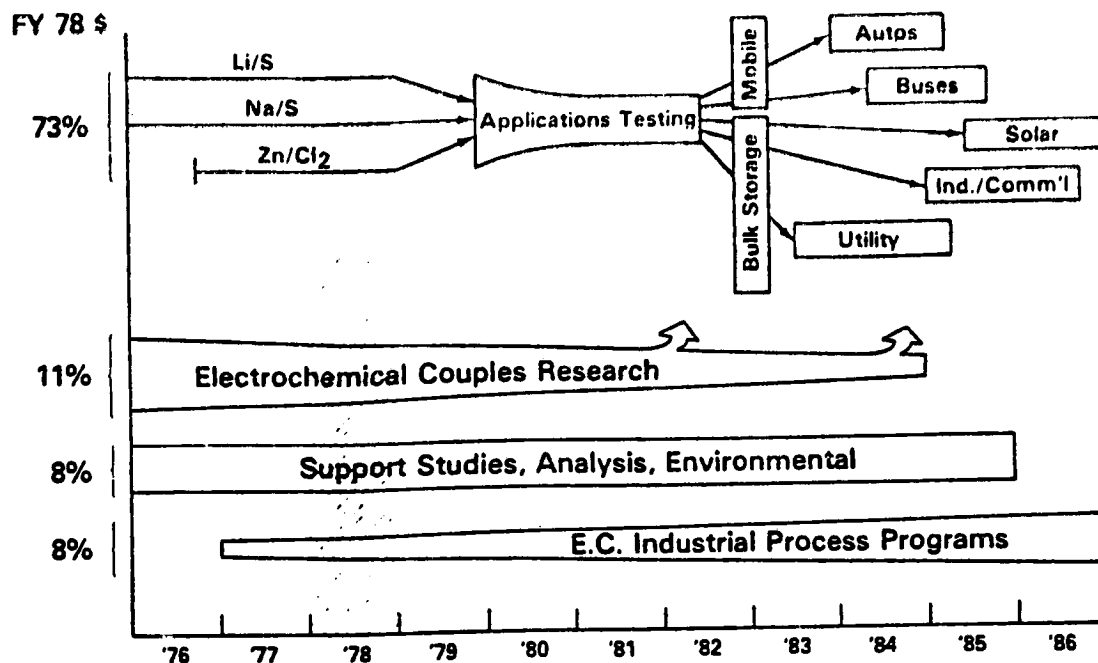 FY 78 $
Li/S
Na/S
Zn/Cl2
73%
Applications Testing
Mobile
Bulk Storage
Autos
Buses
Solar
Ind./Comm'l
Utility
11%
Electrochemical Couples Research
8%
Support Studies, Analysis, Environmental
8%
E.C. Industrial Process Programs
'76 '77 '78 '79 '80 '81 '82 '83 '84 '85 '86